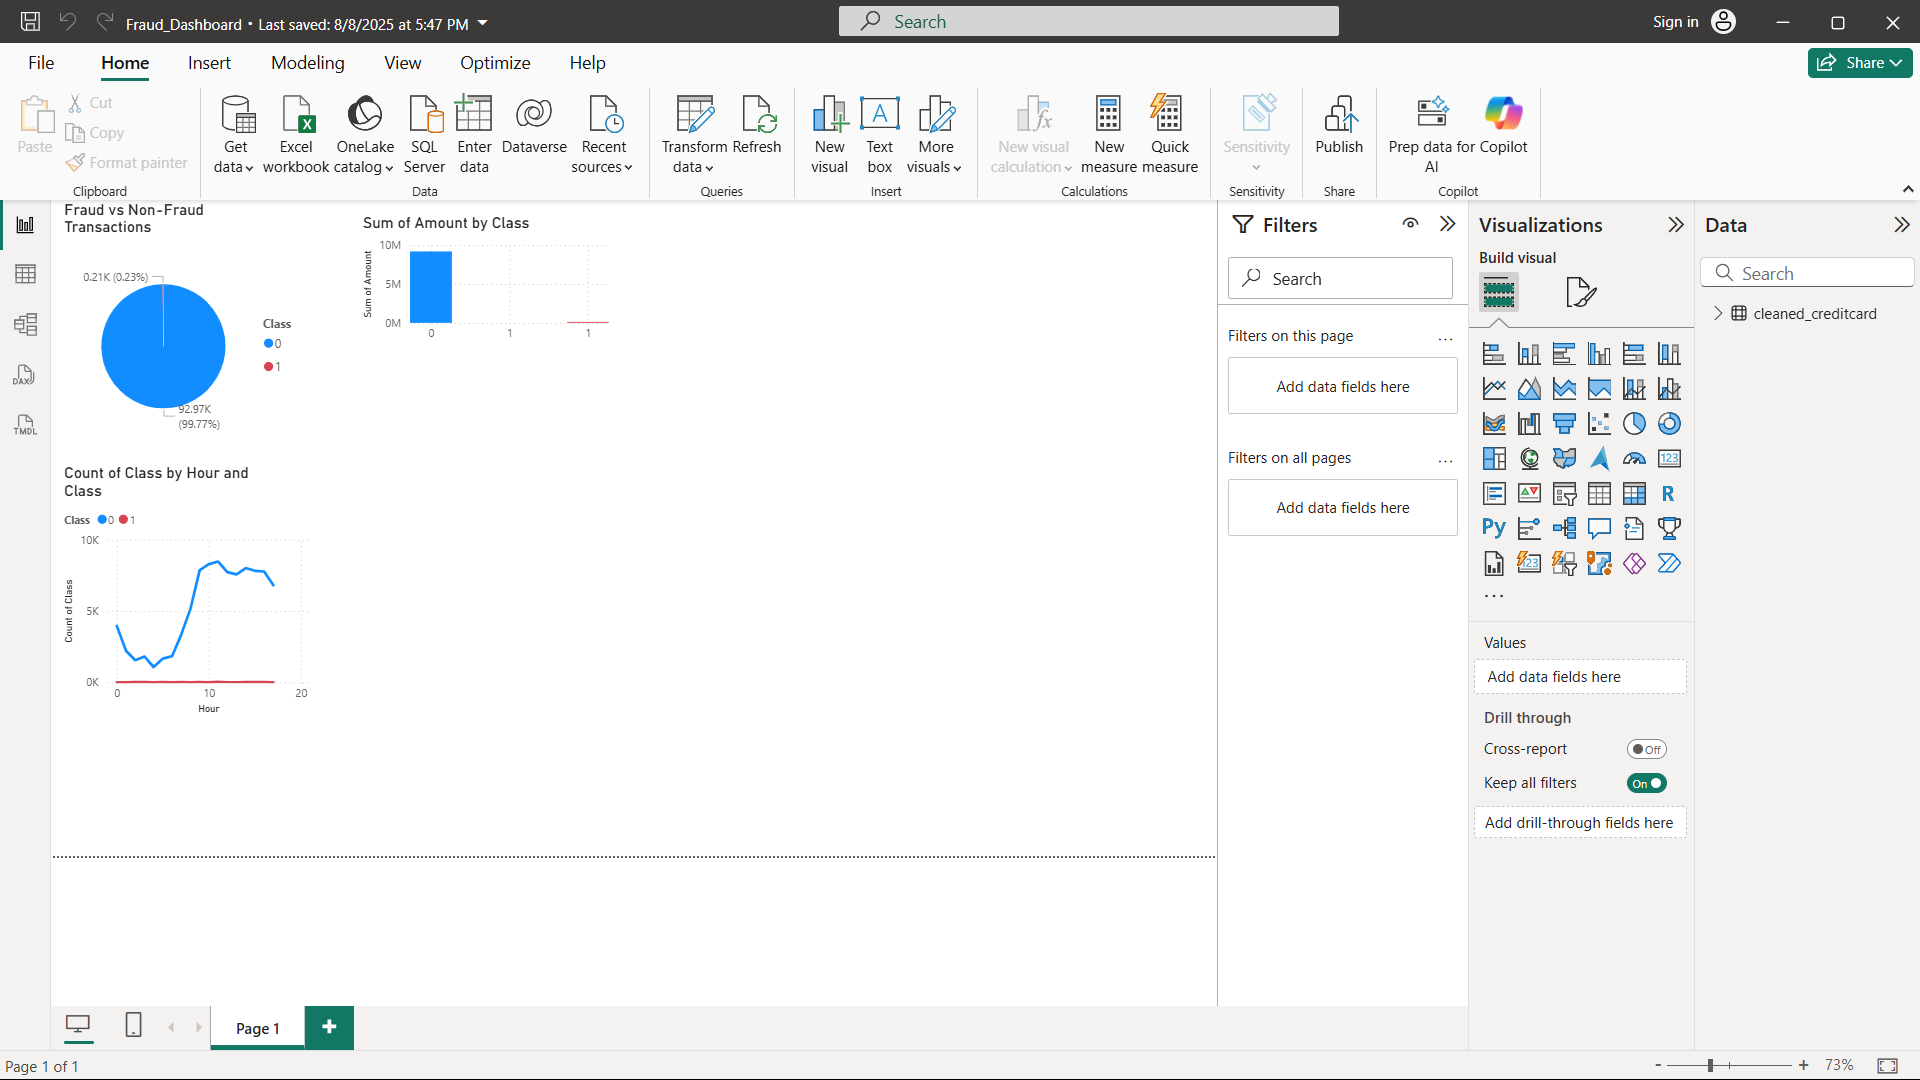 Fraud_Dashboard • Last saved: 8/8/2025 at 5:47 PM
Search
Sign in
File
Home
Insert
Modeling
View
Optimize
Help
Share
Paste
Cut
Copy
Format painter
Clipboard
Get
data
Excel
workbook
OneLake
catalog
SQL
Server
Enter
data
Dataverse
Recent
sources
Data
Transform
data
Refresh
Queries
New
visual
Text
box
More
visuals
Insert
New visual
calculation
New
measure
Quick
measure
Calculations
Sensitivity
Sensitivity
Publish
Share
Prep data for
AI
Copilot
Copilot
DAX
TMDL
Fraud vs Non-Fraud
Transactions
0.21K (0.23%)
92.97K
(99.77%)
Class
0
1
Sum of Amount by Class
Sum of Amount
10M
5M
0M
0
1
1
Count of Class by Hour and
Class
Class 0 1
Count of Class
10K
5K
0K
0
10
20
Hour
Filters
Search
Filters on this page
...
Add data fields here
Filters on all pages
...
Add data fields here
Visualizations
Build visual
123
R
Py
123
...
Values
Add data fields here
Drill through
Cross-report
Off
Keep all filters
On
Add drill-through fields here
Data
Search
cleaned_creditcard
Page 1
+
Page 1 of 1
-
+
73%